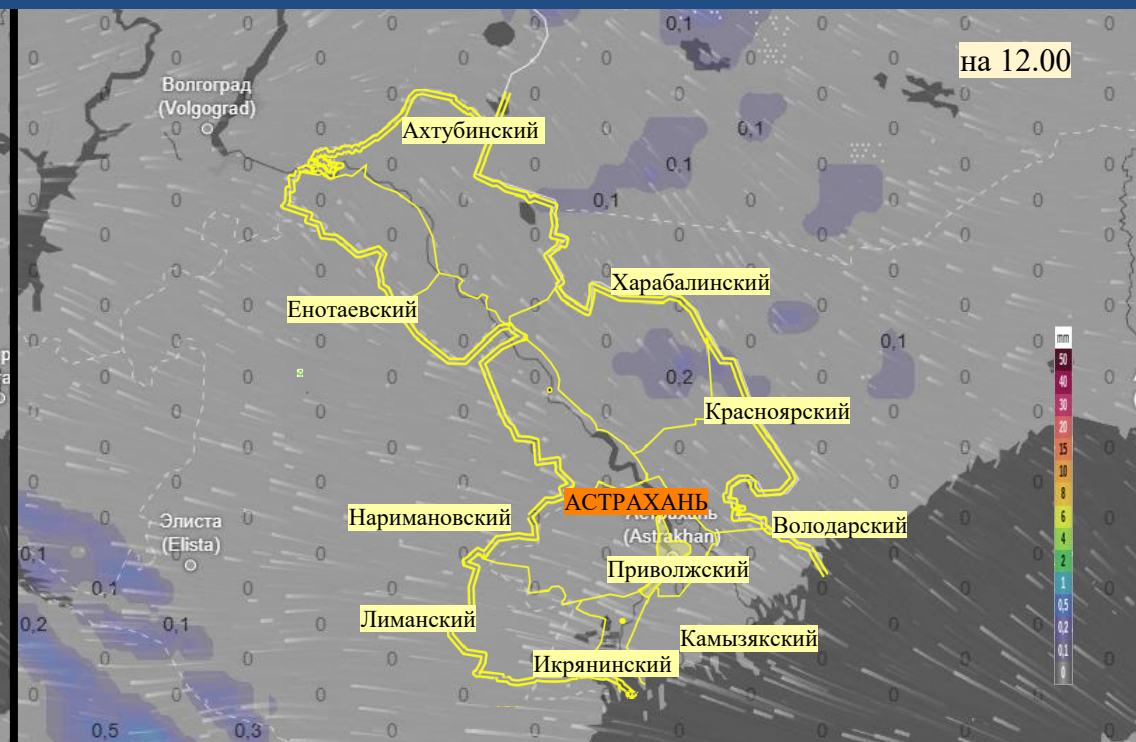 на 12.00
Волгоград
(Volgograd)
Ахтубинский
Харабалинский
Енотаевский
Красноярский
АСТРАХАНЬ
Наримановский
(Astrakhan)
Володарский
Элиста
(Elista)
Приволжский
Лиманский
Камызякский
Икрянинский
0,1
0,1
0,1
0,1
0,1
0,2
0,1
0,1
0,2
0,1
0,5
0,3
mm
50
40
30
20
15
10
8
6
4
2
1
0,5
0,2
0,1
0